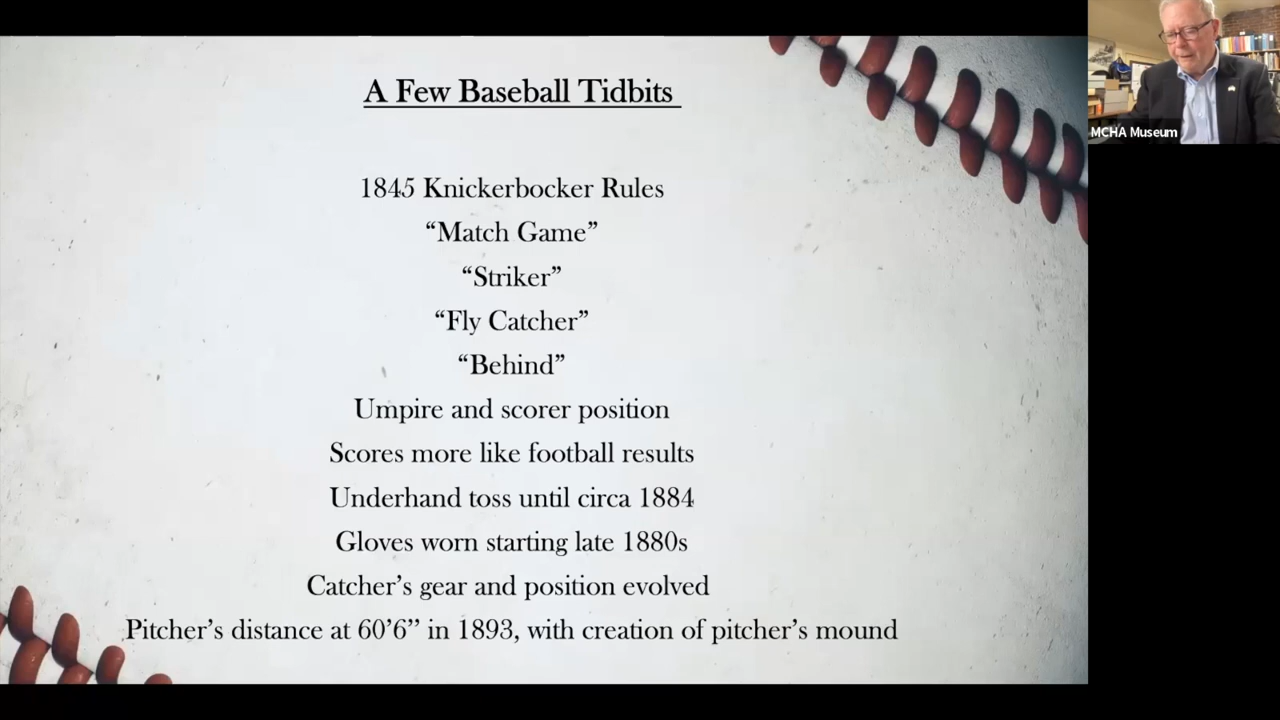 A Few Baseball Tidbits
1845 Knickerbocker Rules
“Match Game”
“Striker”
“Fly Catcher”
“Behind”
Umpire and scorer position
Scores more like football results
Underhand toss until circa 1884
Gloves worn starting late 1880s
Catcher’s gear and position evolved
Pitcher’s distance at 60’6” in 1893, with creation of pitcher’s mound
MCHA Museum